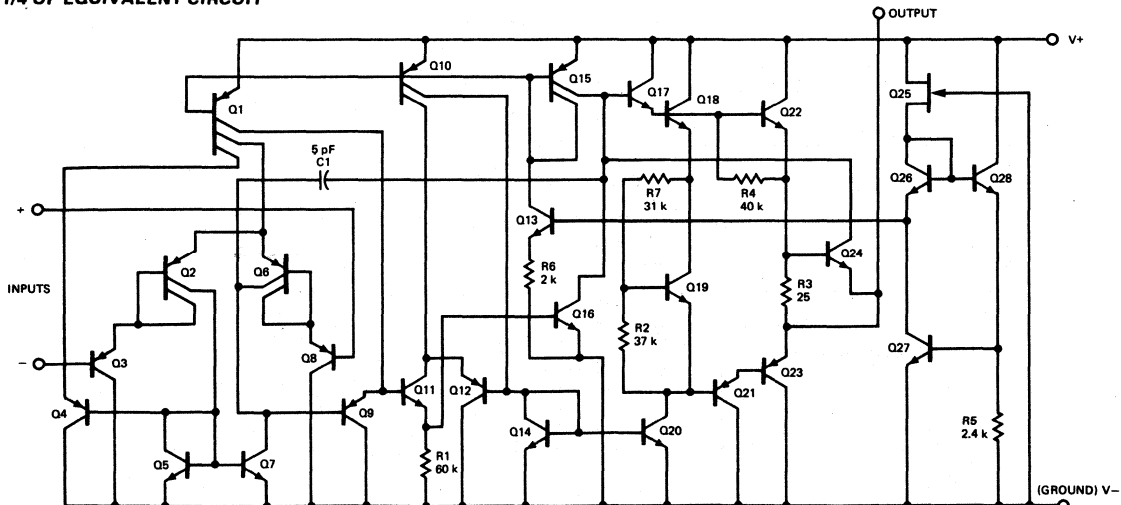 1/4 OF EQUIVALENT CIRCUIT
OUTPUT
V+
Q10
Q15
Q17
Q18
Q22
Q25
Q1
5 pF
C1
R7
31 k
R4
40 k
Q26
Q28
+
Q13
Q24
Q2
Q6
R6
2 k
R3
25
INPUTS
Q19
Q16
R2
37 k
−
Q3
Q8
Q27
Q23
Q21
Q4
Q9
Q11
Q12
Q14
Q20
Q5
Q7
R1
60 k
R5
2.4 k
(GROUND) V−